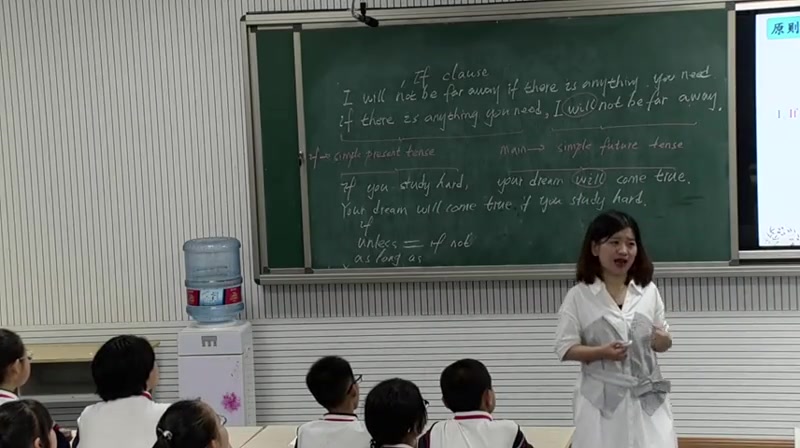 If clause
I will not be far away if there is anything you need
if there is anything you need, I will not be far away.
if → simple present tense main → simple future tense
if you study hard, your dream will come true.
Your dream will come true if you study hard.
if
unless = if not
as long as
原则